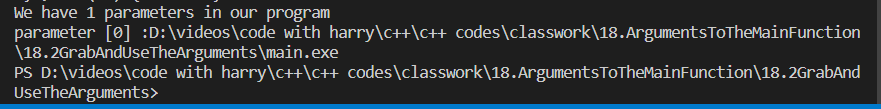 We have 1 parameters in our program
parameter [0] :D:\videos\code with harry\c++\c++ codes\classwork\18.ArgumentsToTheMainFunction
\18.2GrabAndUseTheArguments\main.exe
PS D:\videos\code with harry\c++\c++ codes\classwork\18.ArgumentsToTheMainFunction\18.2GrabAnd
UseTheArguments>